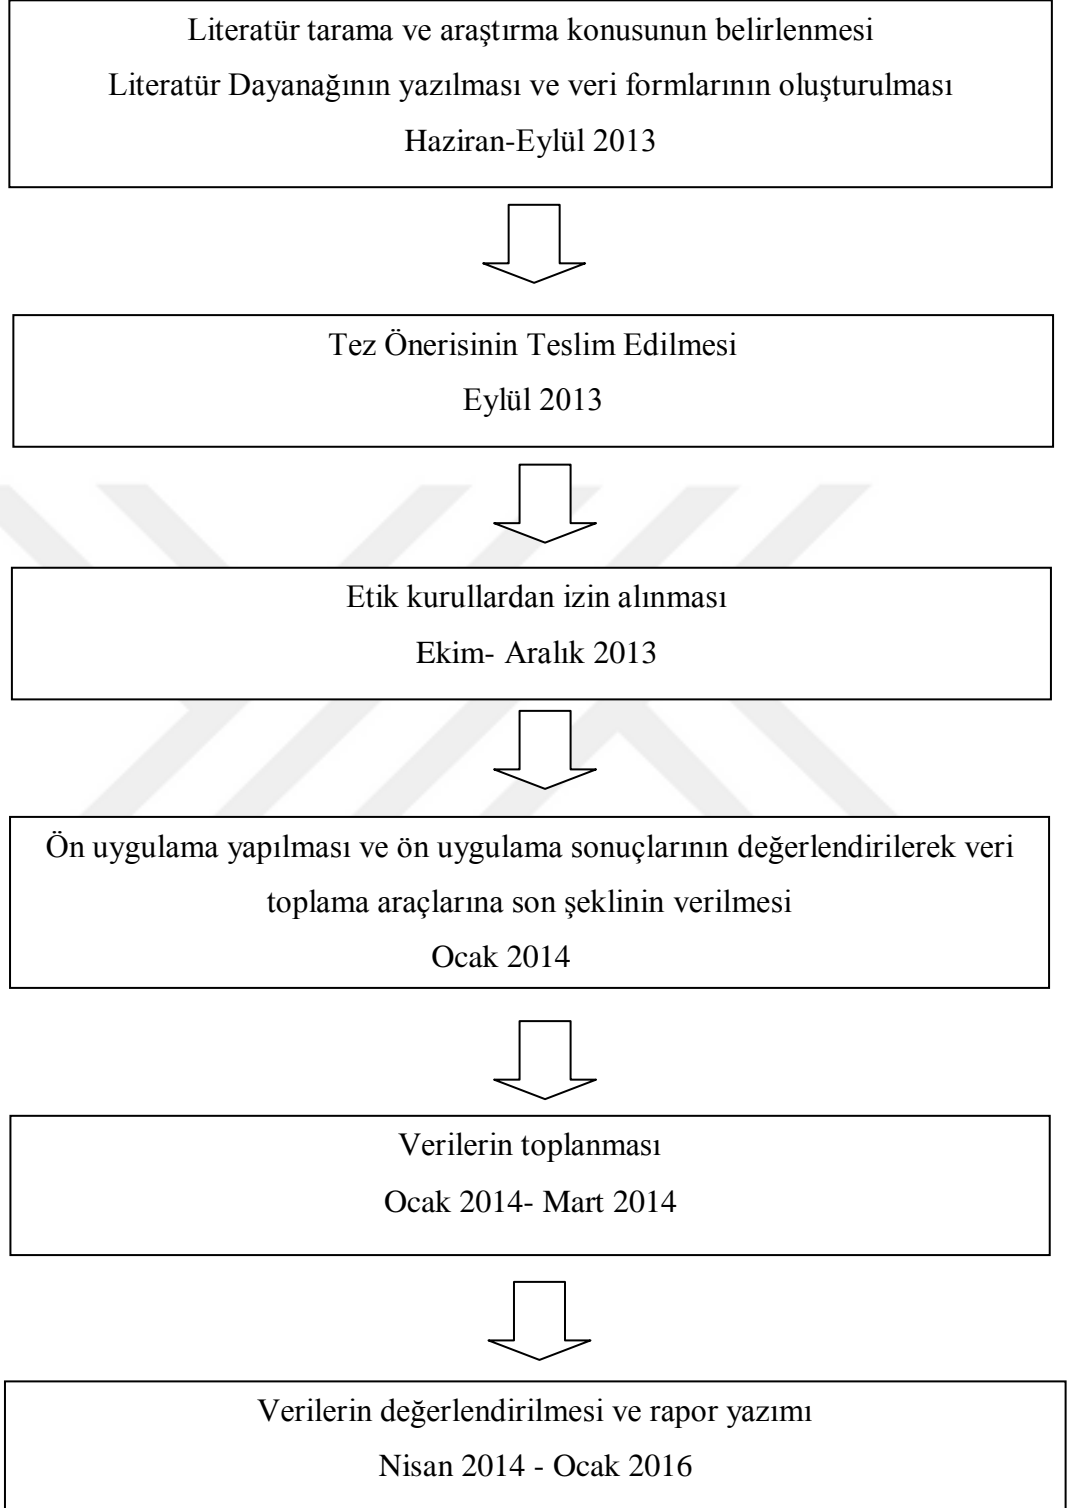 Literatür tarama ve araştırma konusunun belirlenmesi
Literatür Dayanağının yazılması ve veri formlarının oluşturulması
Haziran-Eylül 2013
Tez Önerisinin Teslim Edilmesi
Eylül 2013
Etik kurullardan izin alınması
Ekim- Aralık 2013
Ön uygulama yapılması ve ön uygulama sonuçlarının değerlendirilerek veri
toplama araçlarına son şeklinin verilmesi
Ocak 2014
Verilerin toplanması
Ocak 2014- Mart 2014
Verilerin değerlendirilmesi ve rapor yazımı
Nisan 2014 - Ocak 2016